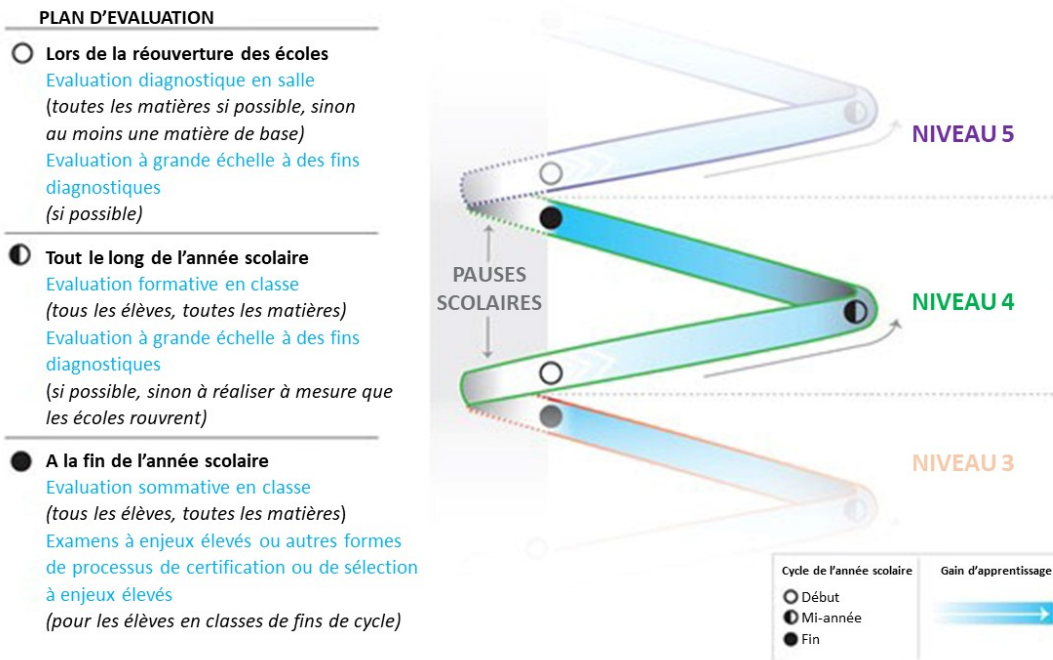 PLAN D’EVALUATION
Lors de la réouverture des écoles
Evaluation diagnostique en salle
(toutes les matières si possible, sinon
au moins une matière de base)
Evaluation à grande échelle à des fins
diagnostiques
(si possible)
Tout le long de l’année scolaire
Evaluation formative en classe
(tous les élèves, toutes les matières)
Evaluation à grande échelle à des fins
diagnostiques
(si possible, sinon à réaliser à mesure que
les écoles rouvrent)
A la fin de l’année scolaire
Evaluation sommative en classe
(tous les élèves, toutes les matières)
Examens à enjeux élevés ou autres formes
de processus de certification ou de sélection
à enjeux élevés
(pour les élèves en classes de fins de cycle)
NIVEAU 5
PAUSES
SCOLAIRES
NIVEAU 4
NIVEAU 3
Cycle de l’année scolaire
Début
Mi-année
Fin
Gain d’apprentissage